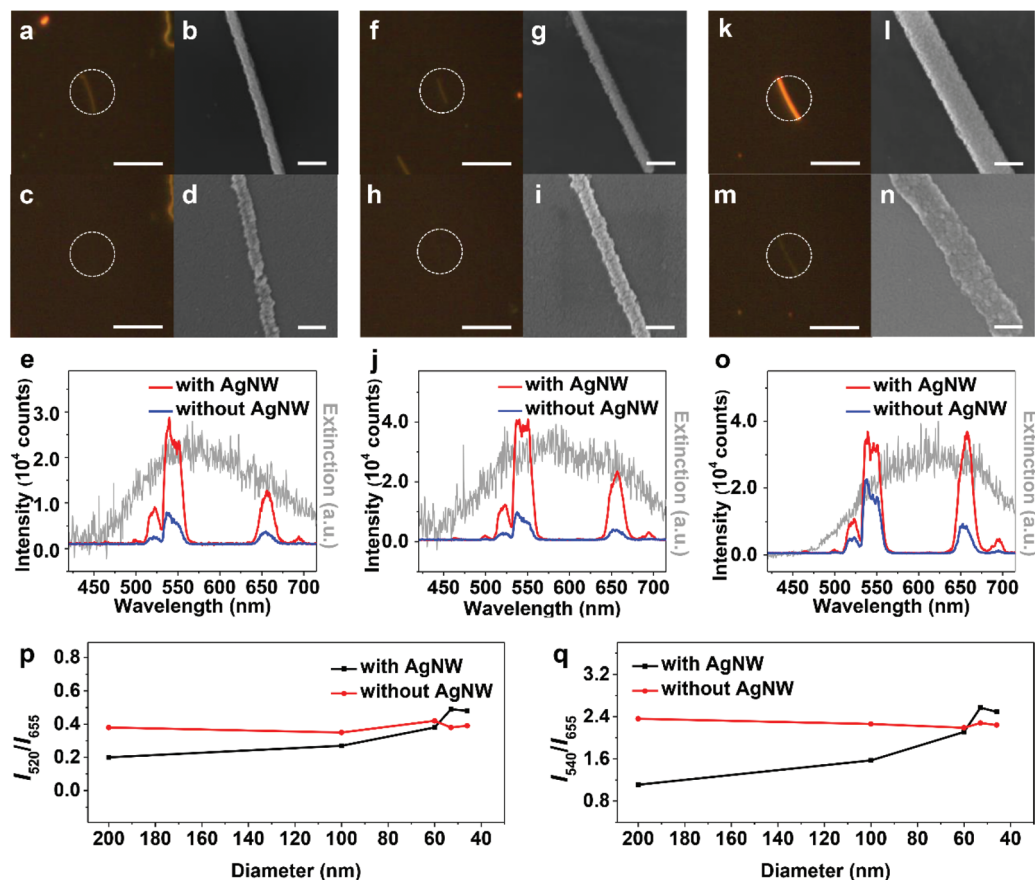 a
b
f
g
k
l
c
d
h
i
m
n
e
with AgNW
without AgNW
3.0
2.0
1.0
0.0
Intensity (10⁴ counts)
Extinction (a.u.)
450 500 550 600 650 700
Wavelength (nm)
j
with AgNW
without AgNW
4.0
2.0
0.0
Intensity (10⁴ counts)
Extinction (a.u.)
450 500 550 600 650 700
Wavelength (nm)
o
with AgNW
without AgNW
4.0
2.0
0.0
Intensity (10⁴ counts)
Extinction (a.u.)
450 500 550 600 650 700
Wavelength (nm)
p
with AgNW
without AgNW
0.8
0.6
0.4
0.2
0.0
I₅₂₀/I₆₅₅
200 180 160 140 120 100 80 60 40
Diameter (nm)
q
with AgNW
without AgNW
3.2
2.4
1.6
0.8
I₅₄₀/I₆₅₅
200 180 160 140 120 100 80 60 40
Diameter (nm)